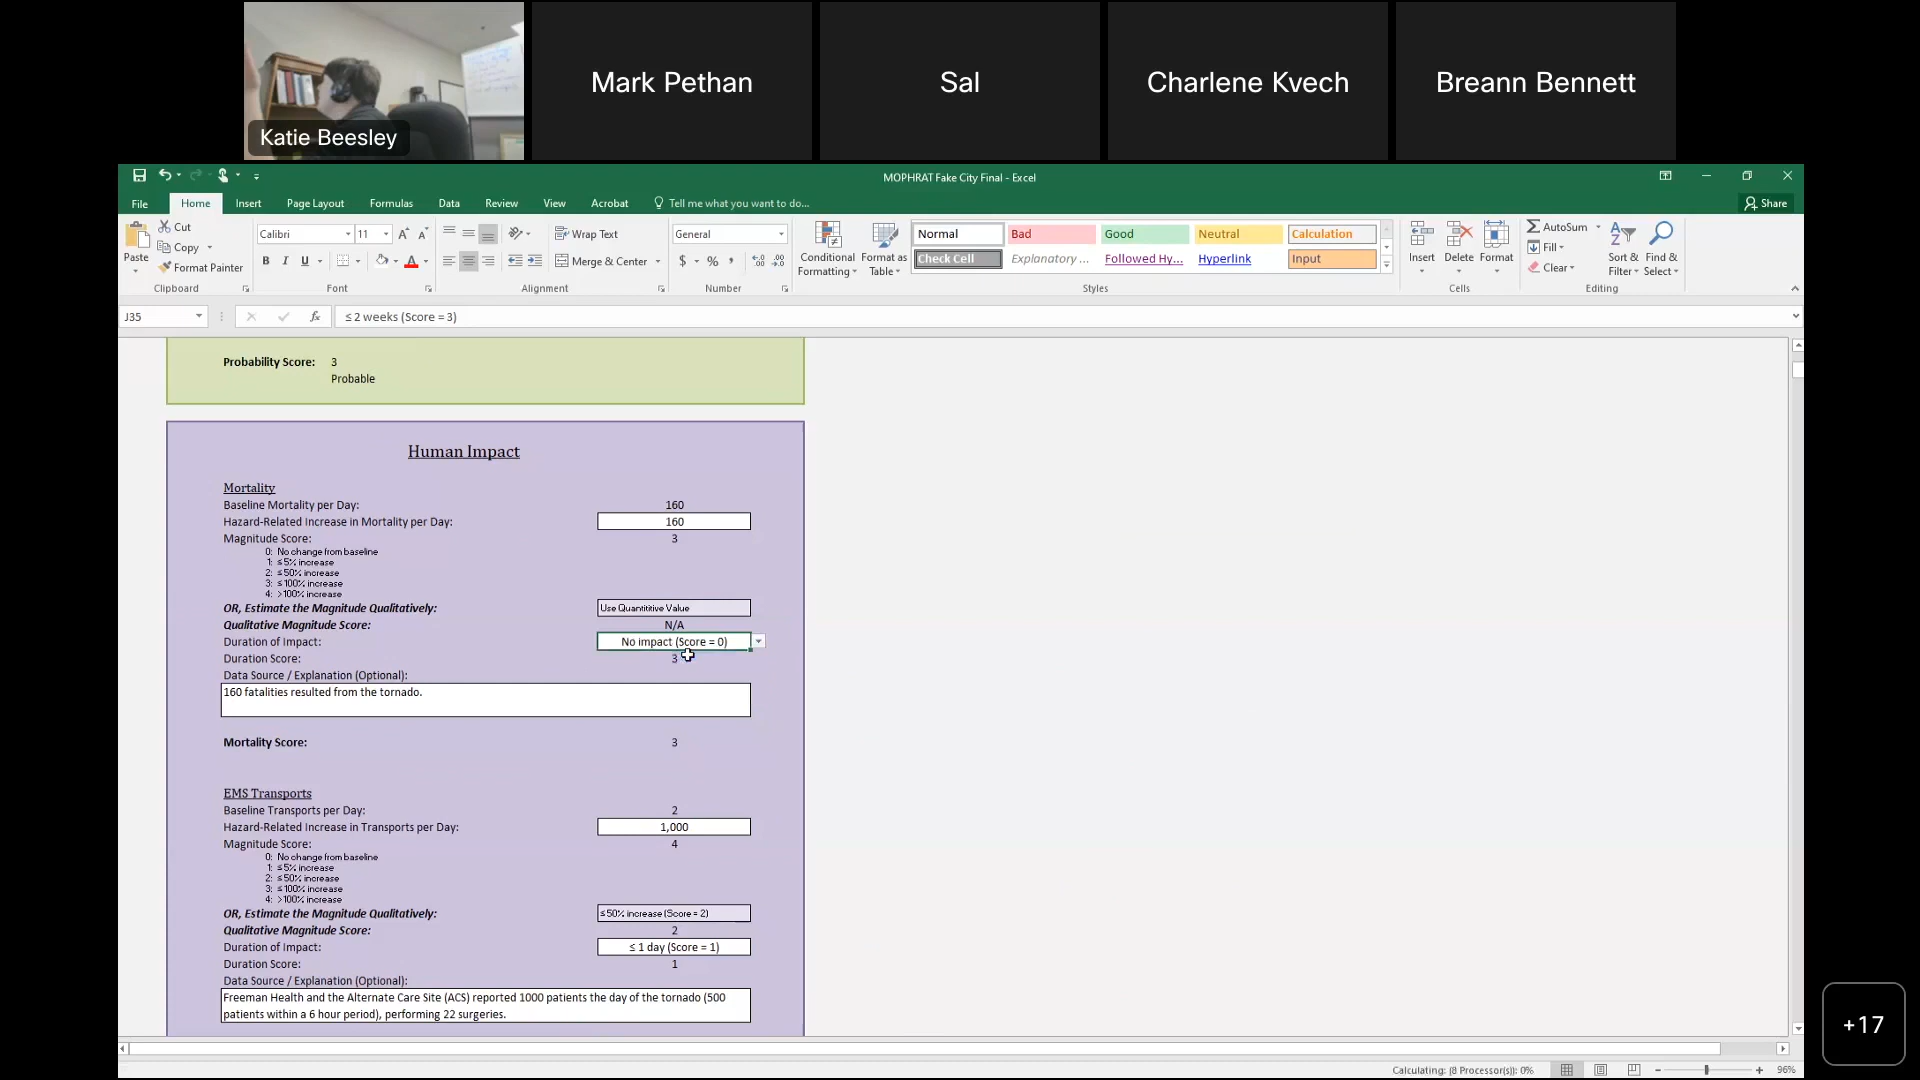 Katie Beesley
Mark Pethan
Sal
Charlene Kvech
Breann Bennett
MOPHRAT Fake City Final - Excel
File Home Insert Page Layout Formulas Data Review View Acrobat Tell me what you want to do... Share
Cut
Copy
Format Painter
Paste
Clipboard
Calibri 11
B I U
Font
Wrap Text
Merge & Center
Alignment
General
$ % ,
Number
Conditional Formatting
Format as Table
Normal Bad Good Neutral Calculation
Check Cell Explanatory ... Followed Hy... Hyperlink Input
Styles
Insert Delete Format
Cells
AutoSum
Fill
Clear
Sort & Filter
Find & Select
Editing
J35 fx ≤ 2 weeks (Score = 3)
Probability Score: 3
Probable
Human Impact
Mortality
Baseline Mortality per Day: 160
Hazard-Related Increase in Mortality per Day: 160
Magnitude Score: 3
0: No change from baseline
1: ≤5% increase
2: ≤50% increase
3: ≤100% increase
4: >100% increase
OR, Estimate the Magnitude Qualitatively: Use Quantititive Value
Qualitative Magnitude Score: N/A
Duration of Impact: No impact (Score = 0)
Duration Score: 3
Data Source / Explanation (Optional):
160 fatalities resulted from the tornado.
Mortality Score: 3
EMS Transports
Baseline Transports per Day: 2
Hazard-Related Increase in Transports per Day: 1,000
Magnitude Score: 4
0: No change from baseline
1: ≤5% increase
2: ≤50% increase
3: ≤100% increase
4: >100% increase
OR, Estimate the Magnitude Qualitatively: ≤50% increase (Score = 2)
Qualitative Magnitude Score: 2
Duration of Impact: ≤ 1 day (Score = 1)
Duration Score: 1
Data Source / Explanation (Optional):
Freeman Health and the Alternate Care Site (ACS) reported 1000 patients the day of the tornado (500
patients within a 6 hour period), performing 22 surgeries.
+17
Calculating: (8 Processor(s)): 0% 96%